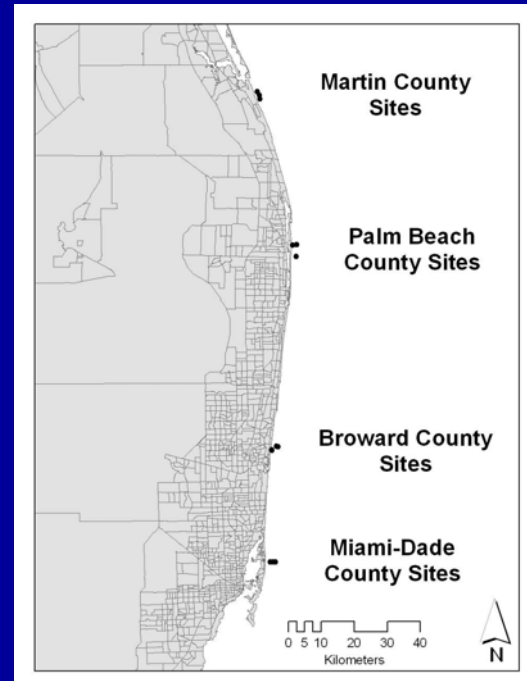 Martin County
Sites
Palm Beach
County Sites
Broward County
Sites
Miami-Dade
County Sites
0 5 10 20 30 40
Kilometers
N